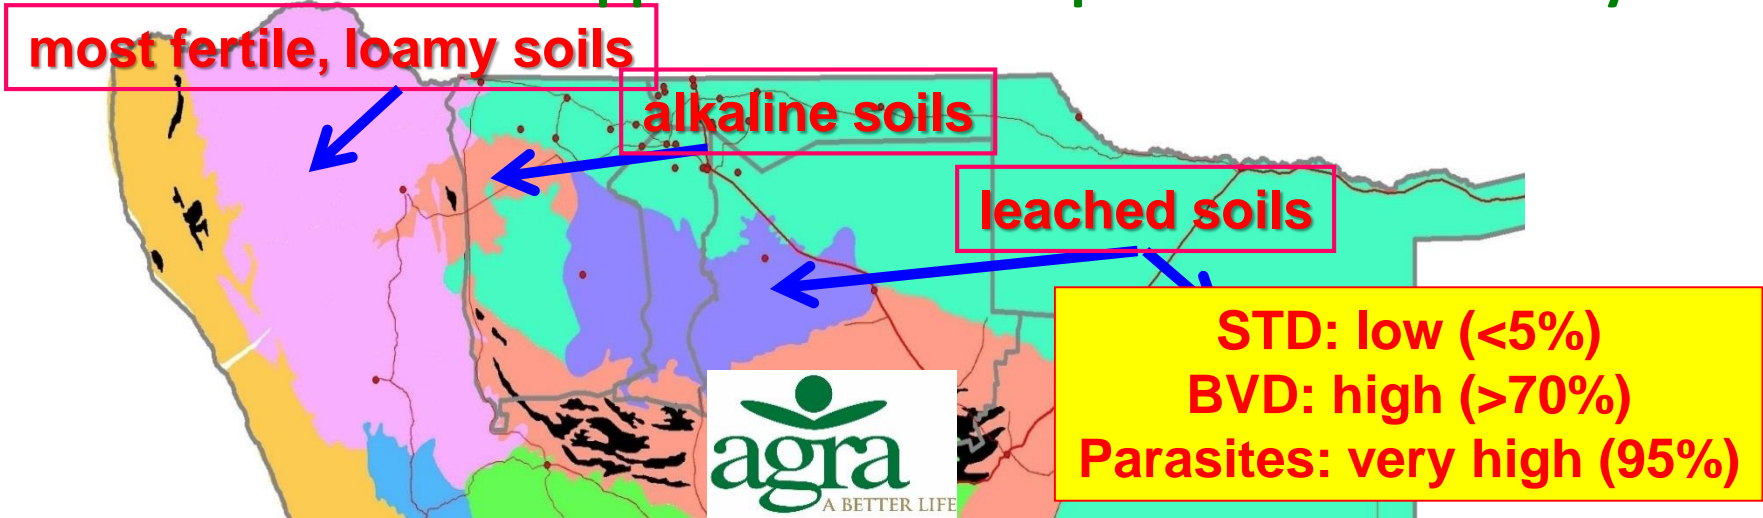 most fertile, loamy soils
alkaline soils
leached soils
STD: low (<5%)
BVD: high (>70%)
Parasites: very high (95%)
agra
A BETTER LIFE